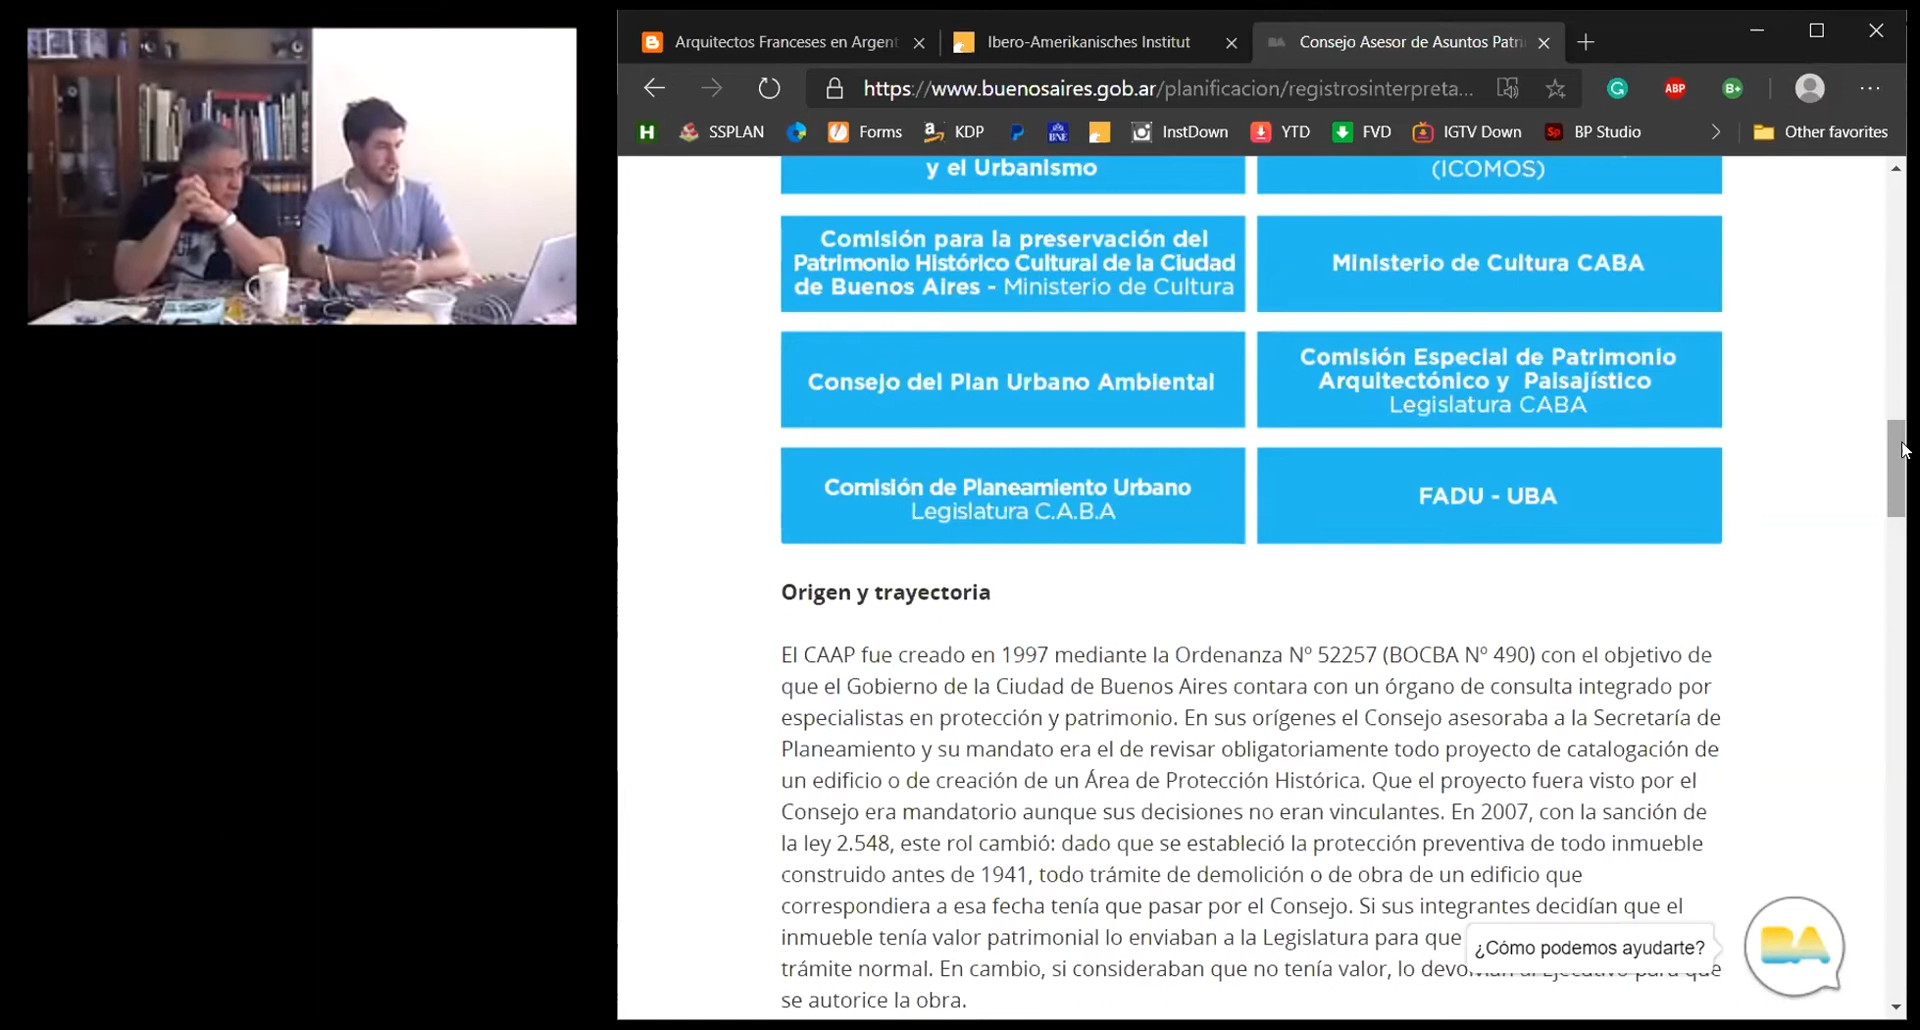 Arquitectos Franceses en Argent
Ibero-Amerikanisches Institut
Consejo Asesor de Asuntos Patri
https://www.buenosaires.gob.ar/planificacion/registrosinterpreta...
ABP
B+
H
SSPLAN
Forms
KDP
BNE
InstDown
YTD
FVD
IGTV Down
Sp
BP Studio
Other favorites
y el Urbanismo
(ICOMOS)
Comisión para la preservación del
Patrimonio Histórico Cultural de la Ciudad
de Buenos Aires - Ministerio de Cultura
Ministerio de Cultura CABA
Consejo del Plan Urbano Ambiental
Comisión Especial de Patrimonio
Arquitectónico y Paisajístico
Legislatura CABA
Comisión de Planeamiento Urbano
Legislatura C.A.B.A
FADU - UBA
Origen y trayectoria
El CAAP fue creado en 1997 mediante la Ordenanza Nº 52257 (BOCBA Nº 490) con el objetivo de
que el Gobierno de la Ciudad de Buenos Aires contara con un órgano de consulta integrado por
especialistas en protección y patrimonio. En sus orígenes el Consejo asesoraba a la Secretaría de
Planeamiento y su mandato era el de revisar obligatoriamente todo proyecto de catalogación de
un edificio o de creación de un Área de Protección Histórica. Que el proyecto fuera visto por el
Consejo era mandatorio aunque sus decisiones no eran vinculantes. En 2007, con la sanción de
la ley 2.548, este rol cambió: dado que se estableció la protección preventiva de todo inmueble
construido antes de 1941, todo trámite de demolición o de obra de un edificio que
correspondiera a esa fecha tenía que pasar por el Consejo. Si sus integrantes decidían que el
inmueble tenía valor patrimonial lo enviaban a la Legislatura para que
trámite normal. En cambio, si consideraban que no tenía valor, lo
se autorice la obra.
¿Cómo podemos ayudarte?
BA